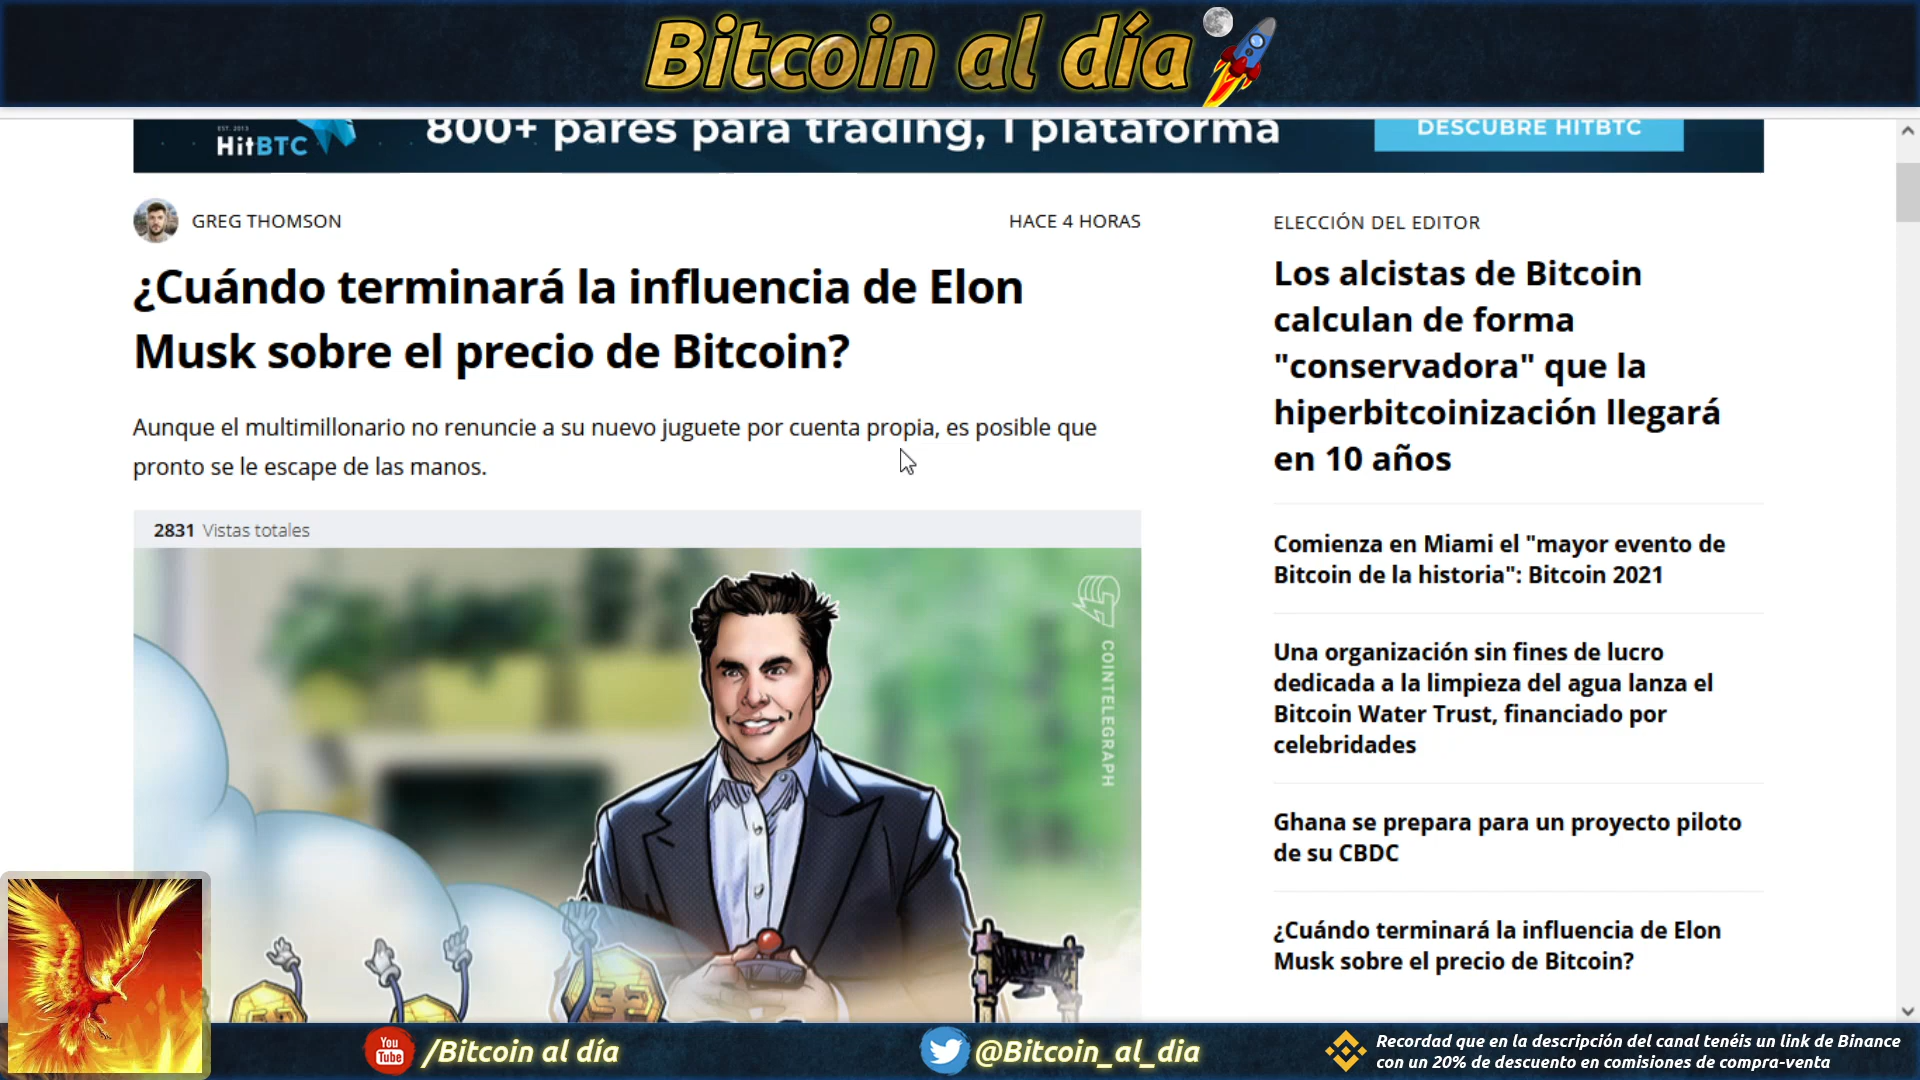 Bitcoin al día
EST. 2013
HitBTC
800+ pares para trading, 1 plataforma
DESCUBRE HITBTC
GREG THOMSON
HACE 4 HORAS
¿Cuándo terminará la influencia de Elon
Musk sobre el precio de Bitcoin?
Aunque el multimillonario no renuncie a su nuevo juguete por cuenta propia, es posible que
pronto se le escape de las manos.
2831 Vistas totales
COINTELEGRAPH
ELECCIÓN DEL EDITOR
Los alcistas de Bitcoin
calculan de forma
"conservadora" que la
hiperbitcoinización llegará
en 10 años
Comienza en Miami el "mayor evento de
Bitcoin de la historia": Bitcoin 2021
Una organización sin fines de lucro
dedicada a la limpieza del agua lanza el
Bitcoin Water Trust, financiado por
celebridades
Ghana se prepara para un proyecto piloto
de su CBDC
¿Cuándo terminará la influencia de Elon
Musk sobre el precio de Bitcoin?
You
Tube
/Bitcoin al día
@Bitcoin_al_dia
Recordad que en la descripción del canal tenéis un link de Binance
con un 20% de descuento en comisiones de compra-venta